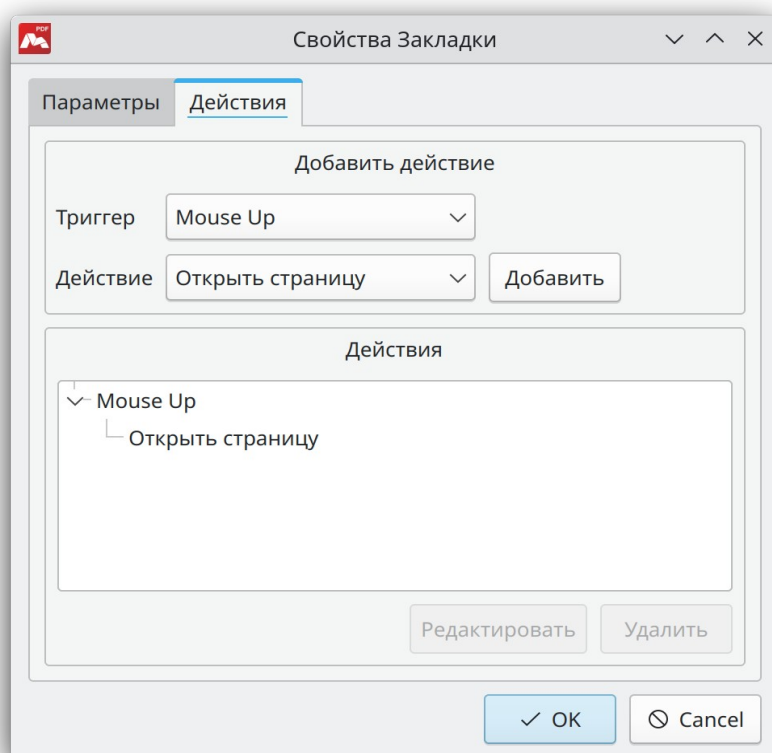 PDF
Свойства Закладки
Параметры Действия
Добавить действие
Триггер Mouse Up
Действие Открыть страницу Добавить
Действия
Mouse Up
Открыть страницу
Редактировать Удалить
OK Cancel